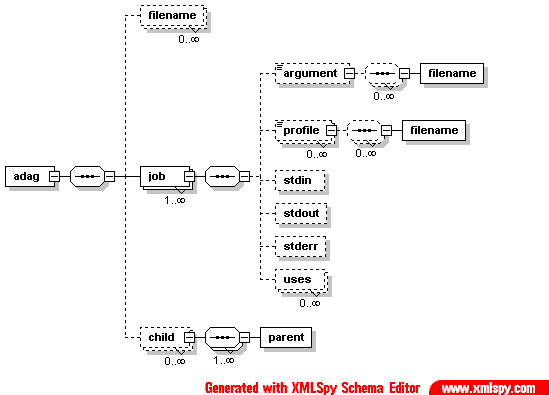 filename
0..∞
argument
filename
0..∞
profile
filename
0..∞
0..∞
adag
job
1..∞
stdin
stdout
stderr
uses
0..∞
child
parent
0..∞
1..∞
Generated with XMLSpy Schema Editor www.xmlspy.com